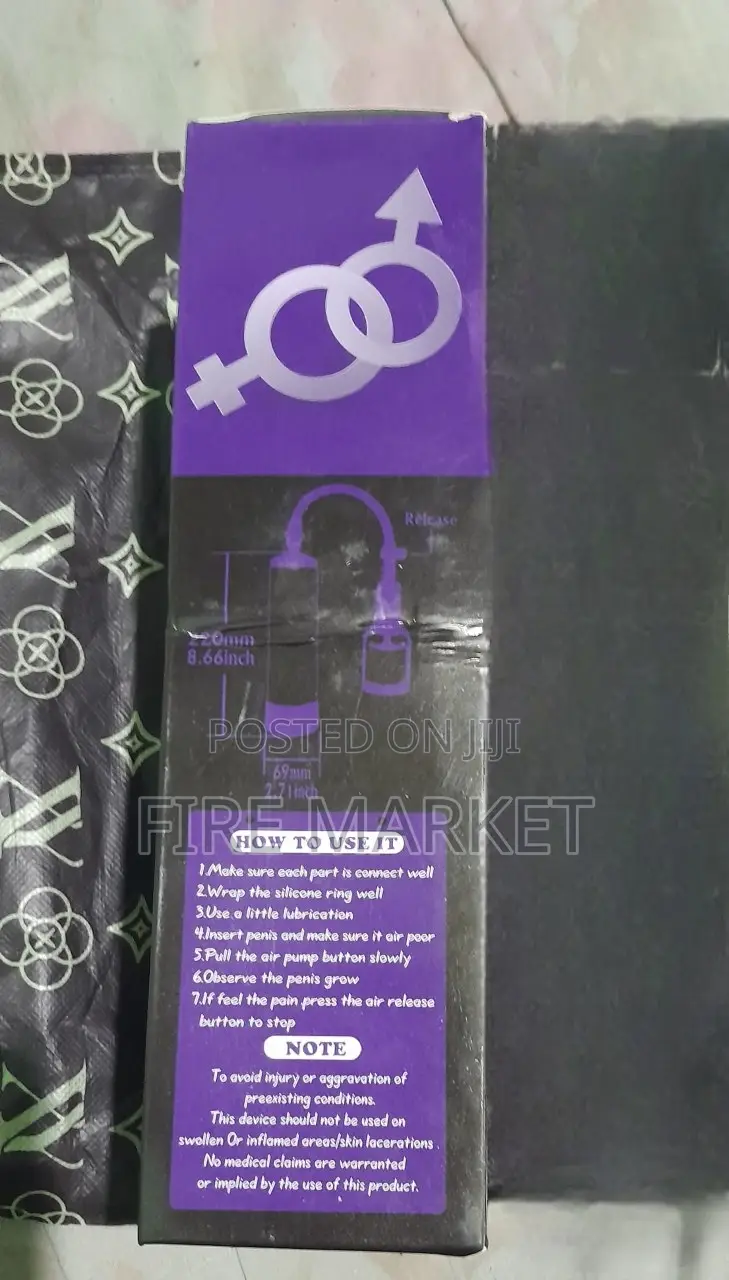 Release
220mm
8.66inch
POSTED ON JIJI
69mm
2.71inch
FIRE MARKET
HOW TO USE IT
1.Make sure each part is connect well
2.Wrap the silicone ring well
3.Use a little lubrication
4.Insert penis and make sure it air poor
5.Pull the air pump button slowly
6.Observe the penis grow
7.If feel the pain press the air release
button to stop
NOTE
To avoid injury or aggravation of
preexisting conditions.
This device should not be used on
swollen Or inflamed areas/skin lacerations
No medical claims are warranted
or implied by the use of this product.